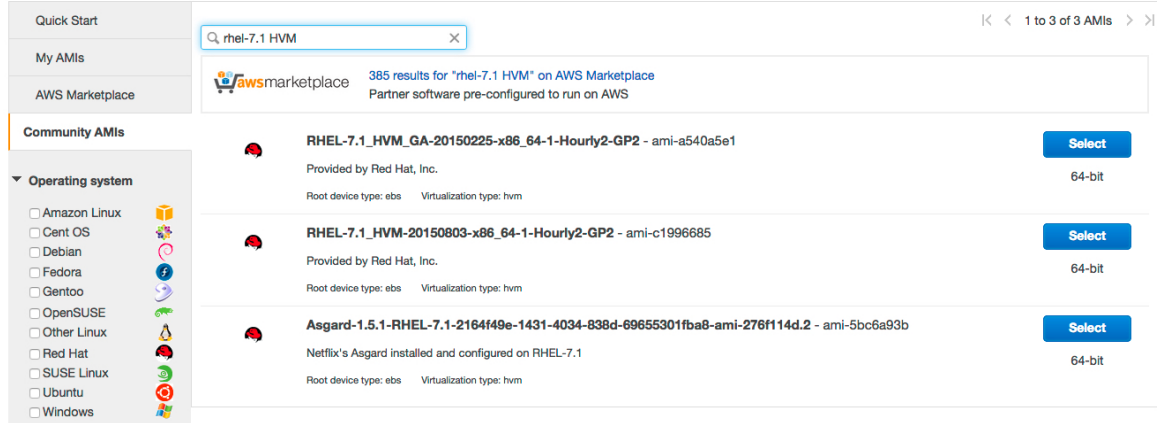 Quick Start
My AMIs
AWS Marketplace
Community AMIs
Operating system
Amazon Linux
Cent OS
Debian
Fedora
Gentoo
OpenSUSE
Other Linux
Red Hat
SUSE Linux
Ubuntu
Windows
1 to 3 of 3 AMIs
rhel-7.1 HVM
awsmarketplace
385 results for "rhel-7.1 HVM" on AWS Marketplace
Partner software pre-configured to run on AWS
RHEL-7.1_HVM_GA-20150225-x86_64-1-Hourly2-GP2 - ami-a540a5e1
Provided by Red Hat, Inc.
Root device type: ebs Virtualization type: hvm
Select
64-bit
RHEL-7.1_HVM-20150803-x86_64-1-Hourly2-GP2 - ami-c1996685
Provided by Red Hat, Inc.
Root device type: ebs Virtualization type: hvm
Select
64-bit
Asgard-1.5.1-RHEL-7.1-2164f49e-1431-4034-838d-69655301fba8-ami-276f114d.2 - ami-5bc6a93b
Netflix's Asgard installed and configured on RHEL-7.1
Root device type: ebs Virtualization type: hvm
Select
64-bit